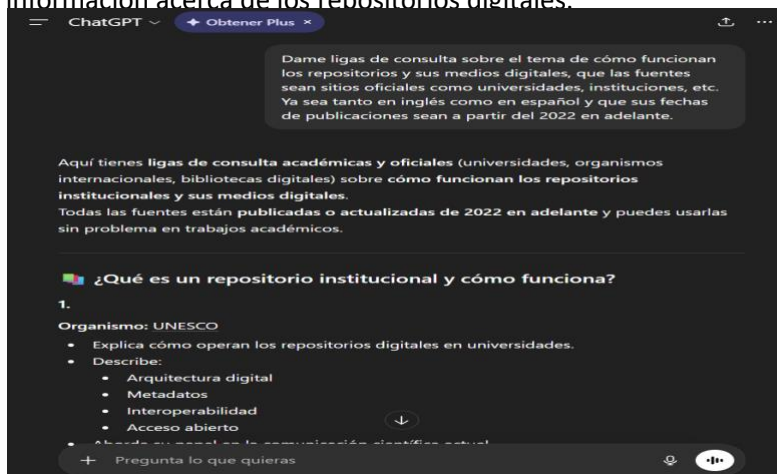 información acerca de los repositorios digitales.
ChatGPT
Obtener Plus ×
Dame ligas de consulta sobre el tema de cómo funcionan
los repositorios y sus medios digitales, que las fuentes
sean sitios oficiales como universidades, instituciones, etc.
Ya sea tanto en inglés como en español y que sus fechas
de publicaciones sean a partir del 2022 en adelante.
Aquí tienes ligas de consulta académicas y oficiales (universidades, organismos
internacionales, bibliotecas digitales) sobre cómo funcionan los repositorios
institucionales y sus medios digitales.
Todas las fuentes están publicadas o actualizadas de 2022 en adelante y puedes usarlas
sin problema en trabajos académicos.
¿Qué es un repositorio institucional y cómo funciona?
1.
Organismo: UNESCO
• Explica cómo operan los repositorios digitales en universidades.
• Describe:
• Arquitectura digital
• Metadatos
• Interoperabilidad
• Acceso abierto
Pregunta lo que quieras